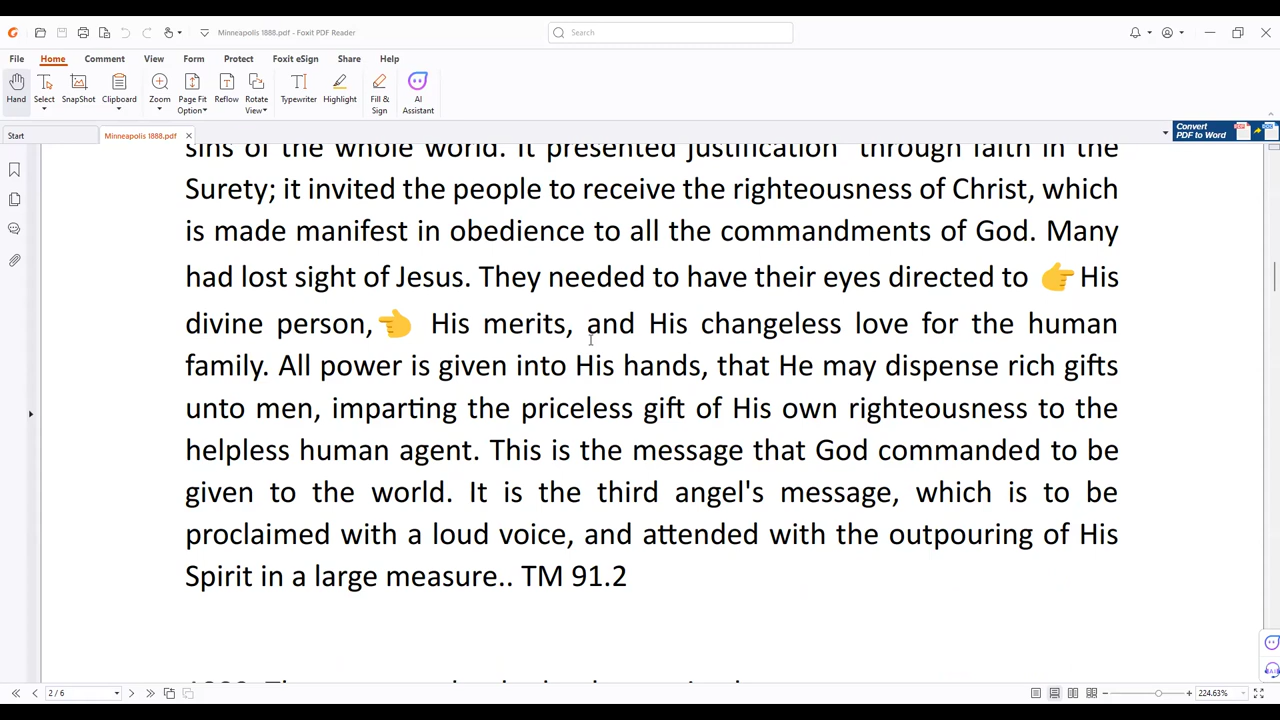 Minneapolis 1888.pdf - Foxit PDF Reader
Search
File Home Comment View Form Protect Foxit eSign Share Help
Hand Select SnapShot Clipboard Zoom Page Fit Option Reflow Rotate View Typewriter Highlight Fill & Sign AI Assistant
Start
Minneapolis 1888.pdf
Convert PDF to Word
sins of the whole world. It presented justification through faith in the
Surety; it invited the people to receive the righteousness of Christ, which
is made manifest in obedience to all the commandments of God. Many
had lost sight of Jesus. They needed to have their eyes directed to 👉His
divine person,👈 His merits, and His changeless love for the human
family. All power is given into His hands, that He may dispense rich gifts
unto men, imparting the priceless gift of His own righteousness to the
helpless human agent. This is the message that God commanded to be
given to the world. It is the third angel's message, which is to be
proclaimed with a loud voice, and attended with the outpouring of His
Spirit in a large measure.. TM 91.2
2 / 6
224.63%